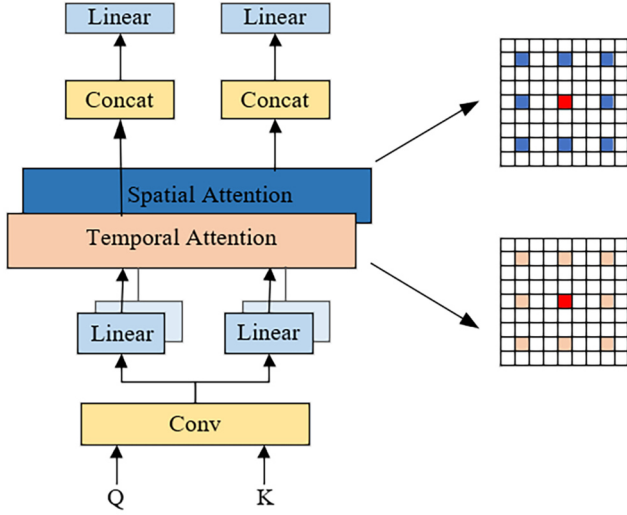 Linear
Linear
Concat
Concat
Spatial Attention
Temporal Attention
Linear
Linear
Conv
Q
K